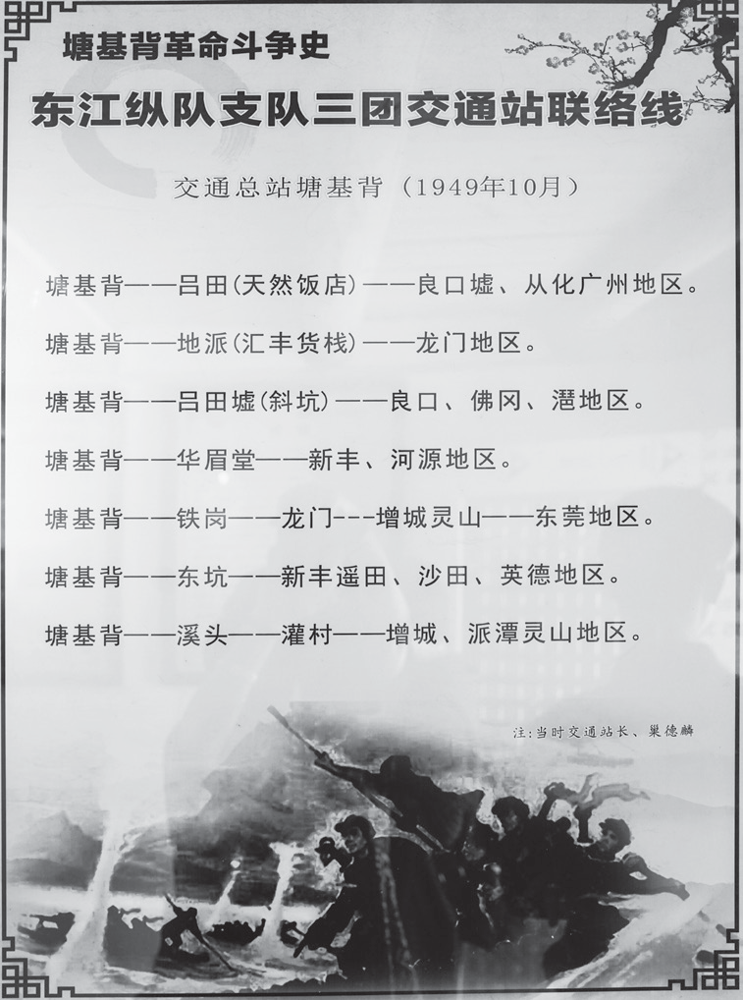 塘基背革命斗争史
东江纵队支队三团交通站联络线
交通总站塘基背（1949年10月）
塘基背——吕田(天然饭店)——良口墟、从化广州地区。
塘基背——地派(汇丰货栈)——龙门地区。
塘基背——吕田墟(斜坑)——良口、佛冈、潖地区。
塘基背——华眉堂——新丰、河源地区。
塘基背——铁岗——龙门---增城灵山——东莞地区。
塘基背——东坑——新丰遥田、沙田、英德地区。
塘基背——溪头——灌村——增城、派潭灵山地区。
注:当时交通站长、巢德麟